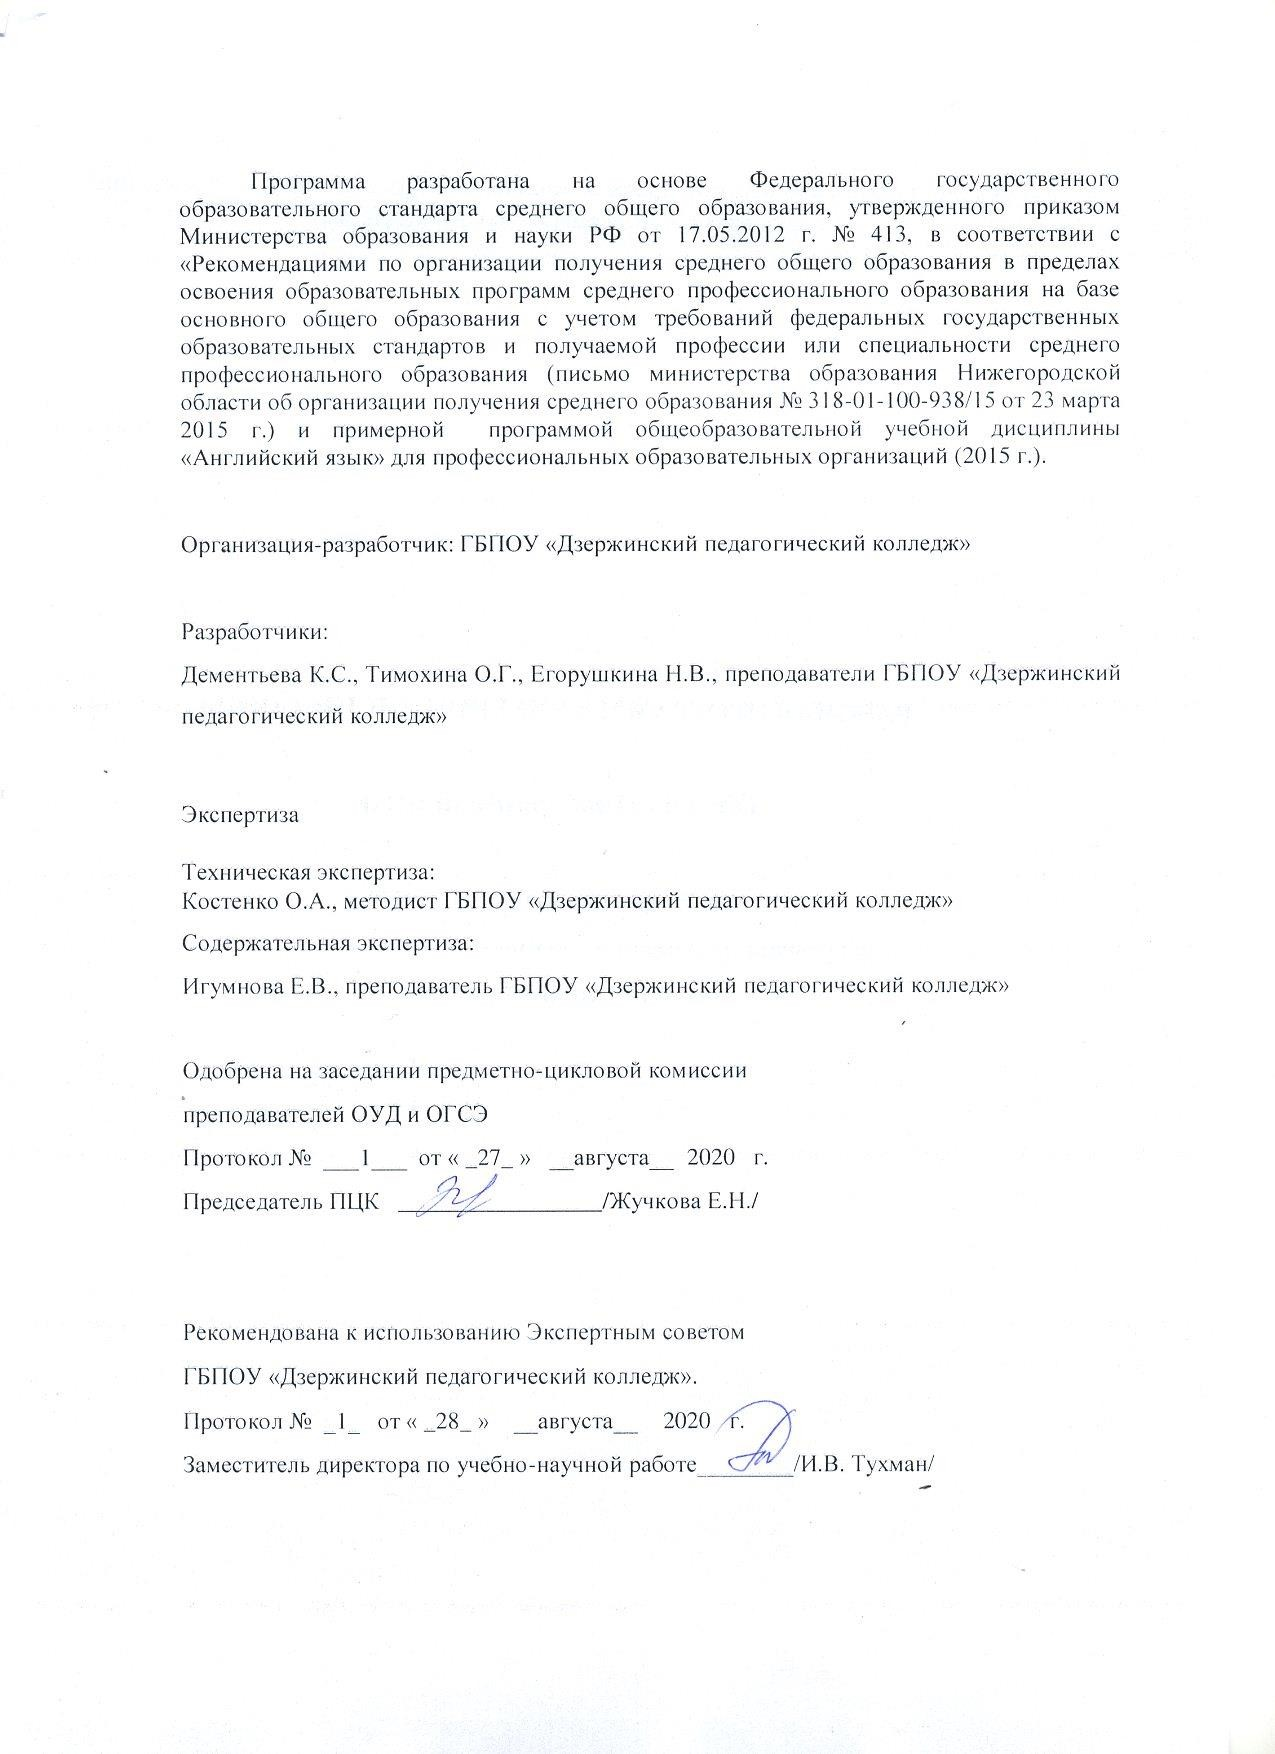 Программа разработана на основе Федерального государственного
образовательного стандарта среднего общего образования, утвержденного приказом
Министерства образования и науки РФ от 17.05.2012 г. № 413, в соответствии с
«Рекомендациями по организации получения среднего общего образования в пределах
освоения образовательных программ среднего профессионального образования на базе
основного общего образования с учетом требований федеральных государственных
образовательных стандартов и получаемой профессии или специальности среднего
профессионального образования (письмо министерства образования Нижегородской
области об организации получения среднего образования № 318-01-100-938/15 от 23 марта
2015 г.) и примерной программой общеобразовательной учебной дисциплины
«Английский язык» для профессиональных образовательных организаций (2015 г.).
Организация-разработчик: ГБПОУ «Дзержинский педагогический колледж»
Разработчики:
Дементьева К.С., Тимохина О.Г., Егорушкина Н.В., преподаватели ГБПОУ «Дзержинский
педагогический колледж»
Экспертиза
Техническая экспертиза:
Костенко О.А., методист ГБПОУ «Дзержинский педагогический колледж»
Содержательная экспертиза:
Игумнова Е.В., преподаватель ГБПОУ «Дзержинский педагогический колледж»
Одобрена на заседании предметно-цикловой комиссии
преподавателей ОУД и ОГСЭ
Протокол № ___1___ от « _27_ » __августа__ 2020 г.
Председатель ПЦК _________________/Жучкова Е.Н./
Рекомендована к использованию Экспертным советом
ГБПОУ «Дзержинский педагогический колледж».
Протокол № _1_ от « _28_ » __августа__ 2020 г.
Заместитель директора по учебно-научной работе________/И.В. Тухман/